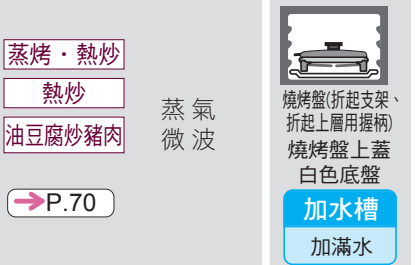 蒸烤・熱炒
熱炒
油豆腐炒豬肉
P.70
蒸氣
微波
燒烤盤(折起支架、
折起上層用握柄)
燒烤盤上蓋
白色底盤
加水槽
加滿水